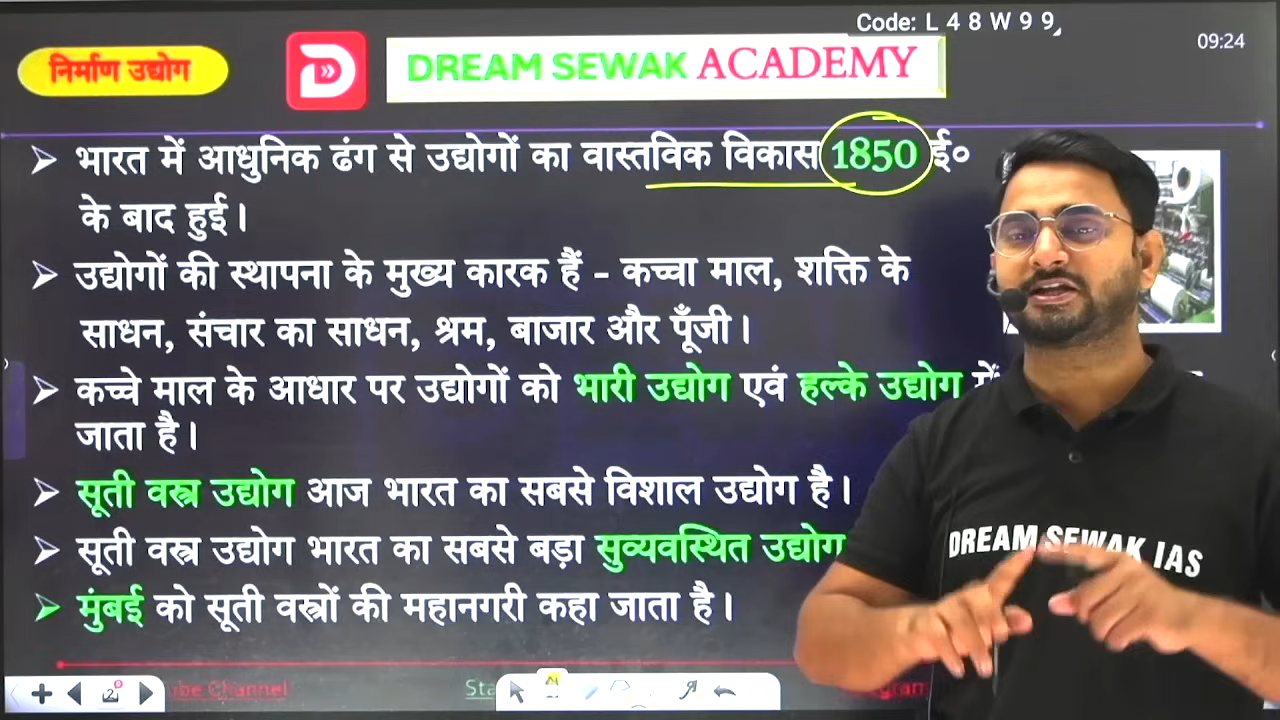 Code: L 4 8 W 9 9
09:24
निर्माण उद्योग
DREAM SEWAK ACADEMY
➤ भारत में आधुनिक ढंग से उद्योगों का वास्तविक विकास 1850 ई०
के बाद हुई।
➤ उद्योगों की स्थापना के मुख्य कारक हैं - कच्चा माल, शक्ति के
साधन, संचार का साधन, श्रम, बाजार और पूँजी।
➤ कच्चे माल के आधार पर उद्योगों को भारी उद्योग एवं हल्के उद्योग में
जाता है।
➤ सूती वस्त्र उद्योग आज भारत का सबसे विशाल उद्योग है।
➤ सूती वस्त्र उद्योग भारत का सबसे बड़ा सुव्यवस्थित उद्योग
➤ मुंबई को सूती वस्त्रों की महानगरी कहा जाता है।
DREAM SEWAK IAS
2
Channel